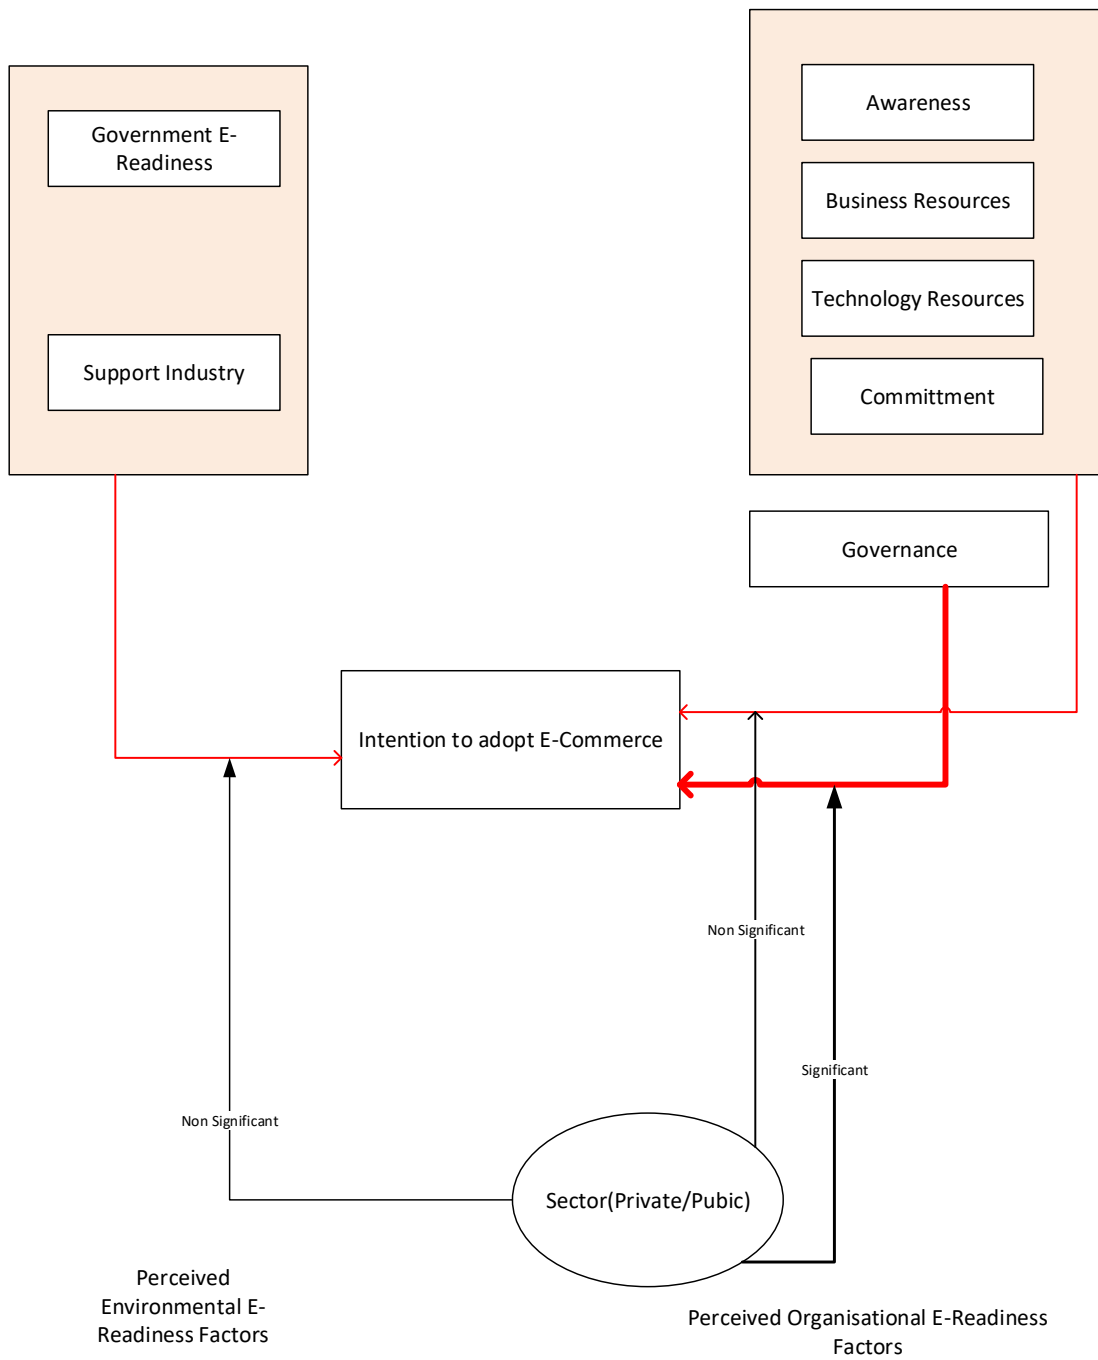 Government E-
Readiness
Support Industry
Awareness
Business Resources
Technology Resources
Committment
Governance
Intention to adopt E-Commerce
Non Significant
Significant
Non Significant
Sector(Private/Pubic)
Perceived
Environmental E-
Readiness Factors
Perceived Organisational E-Readiness
Factors